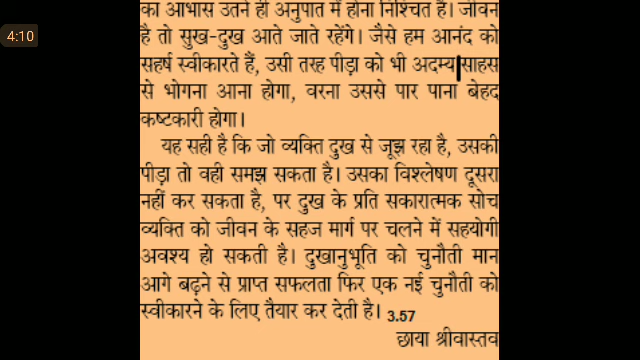 4:10
का आभास उतने ही अनुपात में होना निश्चित है। जीवन
है तो सुख-दुख आते जाते रहेंगे। जैसे हम आनंद को
सहर्ष स्वीकारते हैं, उसी तरह पीड़ा को भी अदम्य साहस
से भोगना आना होगा, वरना उससे पार पाना बेहद
कष्टकारी होगा।
यह सही है कि जो व्यक्ति दुख से जूझ रहा है, उसकी
पीड़ा तो वही समझ सकता है। उसका विश्लेषण दूसरा
नहीं कर सकता है, पर दुख के प्रति सकारात्मक सोच
व्यक्ति को जीवन के सहज मार्ग पर चलने में सहयोगी
अवश्य हो सकती है। दुखानुभूति को चुनौती मान
आगे बढ़ने से प्राप्त सफलता फिर एक नई चुनौती को
स्वीकारने के लिए तैयार कर देती है। 3.57
छाया श्रीवास्तव